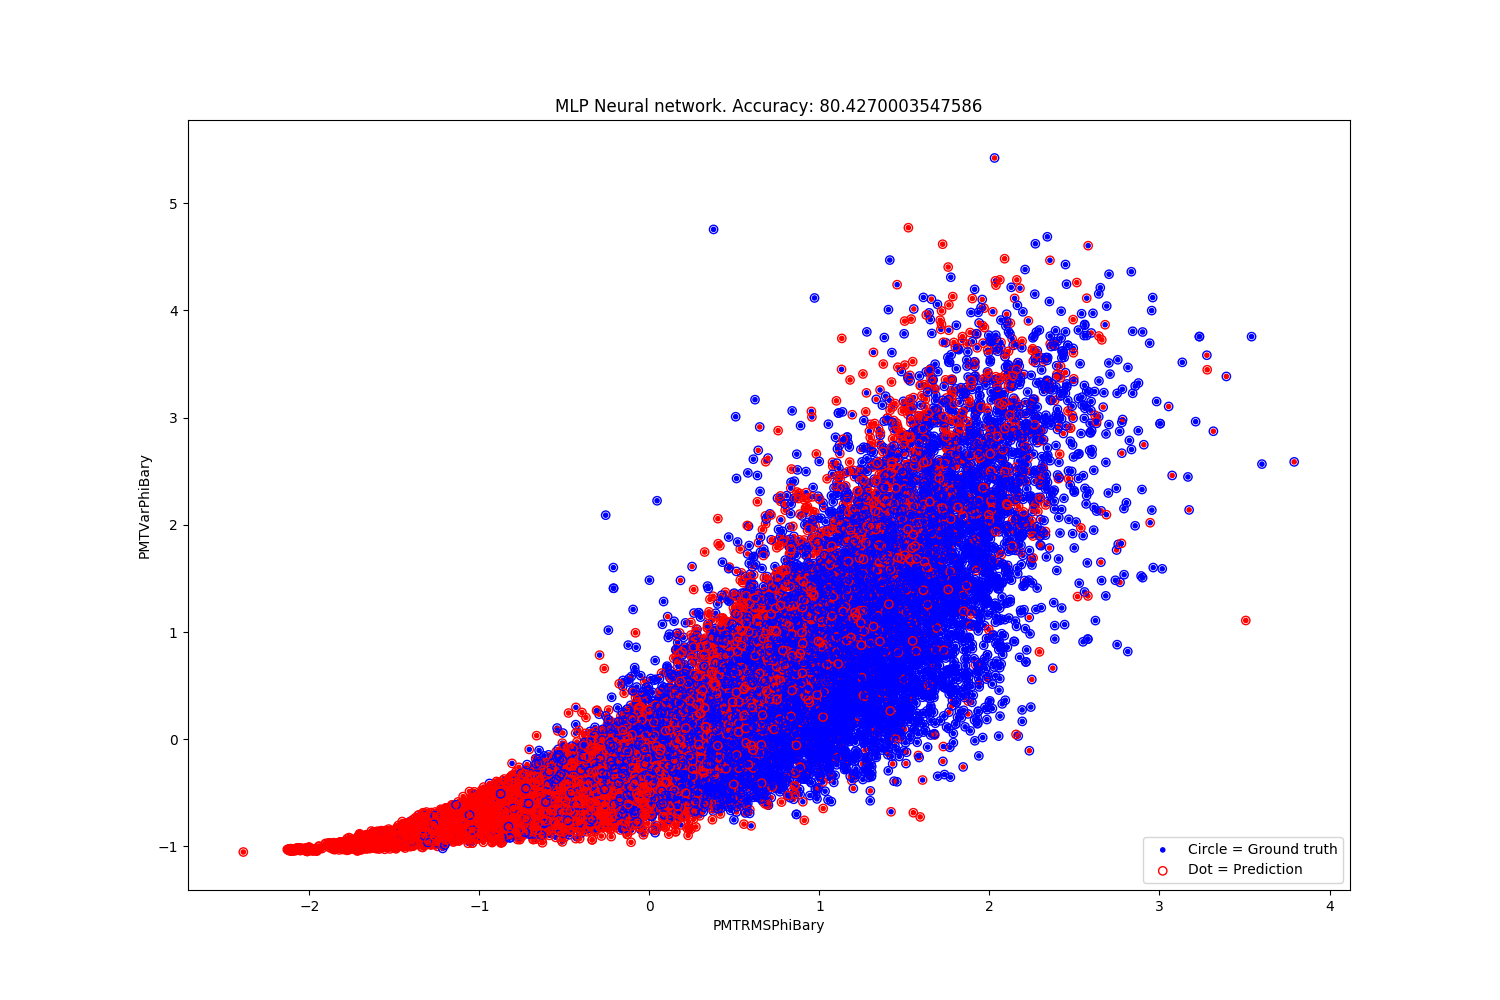 MLP Neural network. Accuracy: 80.4270003547586
5
4
3
2
1
0
−1
PMTVarPhiBary
Circle = Ground truth
Dot = Prediction
−2 −1 0 1 2 3 4
PMTRMSPhiBary